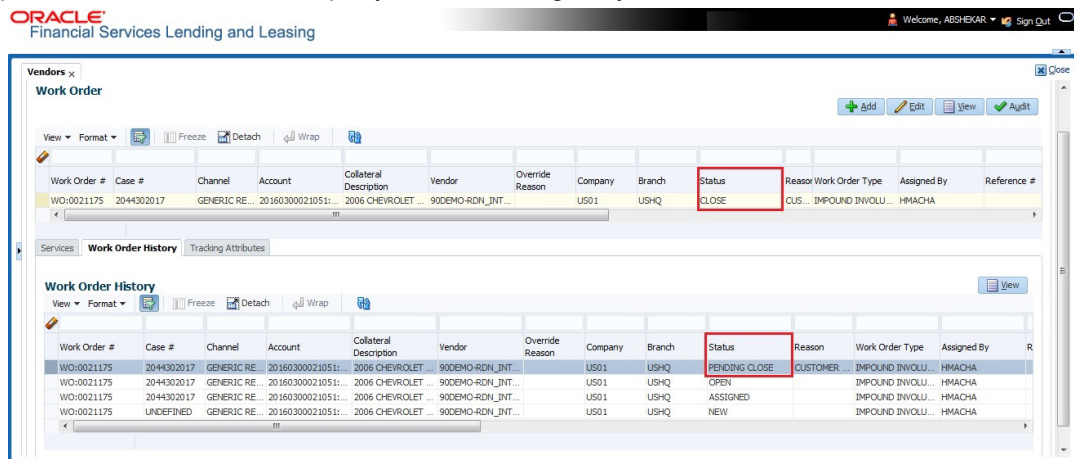 ORACLE
Financial Services Lending and Leasing
Welcome, ABSHEKAR Sign Out
Vendors x
Close
Work Order
Add Edit View Audit
View Format Freeze Detach Wrap
Work Order # Case # Channel Account Collateral Description Vendor Override Reason Company Branch Status Reason Work Order Type Assigned By Reference #
WO:0021175 2044302017 GENERIC RE... 20160300021051:... 2006 CHEVROLET ... 90DEMO-RDN_INT... US01 USHQ CLOSE CUS... IMPOUND INVOLU... HMACHA
Services Work Order History Tracking Attributes
Work Order History
View
View Format Freeze Detach Wrap
Work Order # Case # Channel Account Collateral Description Vendor Override Reason Company Branch Status Reason Work Order Type Assigned By R
WO:0021175 2044302017 GENERIC RE... 20160300021051:... 2006 CHEVROLET ... 90DEMO-RDN_INT... US01 USHQ PENDING CLOSE CUSTOMER ... IMPOUND INVOLU... HMACHA
WO:0021175 2044302017 GENERIC RE... 20160300021051:... 2006 CHEVROLET ... 90DEMO-RDN_INT... US01 USHQ OPEN IMPOUND INVOLU... HMACHA
WO:0021175 2044302017 GENERIC RE... 20160300021051:... 2006 CHEVROLET ... 90DEMO-RDN_INT... US01 USHQ ASSIGNED IMPOUND INVOLU... HMACHA
WO:0021175 UNDEFINED GENERIC RE... 20160300021051:... 2006 CHEVROLET ... 90DEMO-RDN_INT... US01 USHQ NEW IMPOUND INVOLU... HMACHA